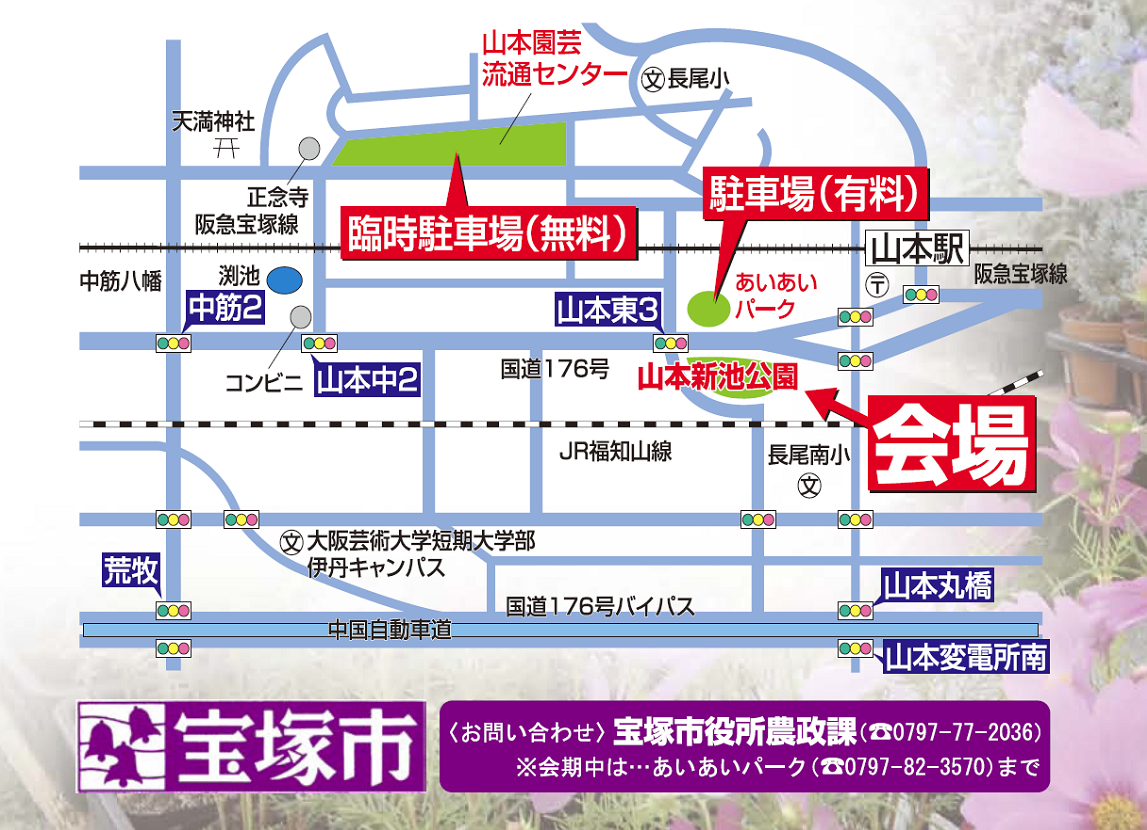 山本園芸
流通センター
文 長尾小
天満神社
正念寺
駐車場(有料)
臨時駐車場(無料)
阪急宝塚線
山本駅
中筋八幡
渕池
あいあい
パーク
〒
阪急宝塚線
中筋2
山本東3
コンビニ
山本中2
国道176号
山本新池公園
会場
JR福知山線
長尾南小
文
文 大阪芸術大学短期大学部
伊丹キャンパス
荒牧
山本丸橋
国道176号バイパス
中国自動車道
山本変電所南
宝塚市
〈お問い合わせ〉宝塚市役所農政課(☎0797-77-2036)
※会期中は…あいあいパーク(☎0797-82-3570)まで